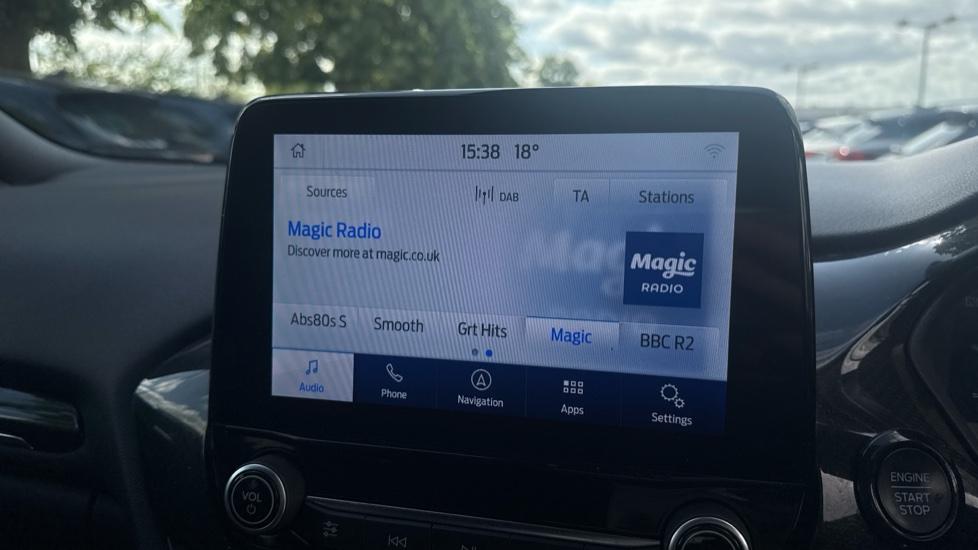 15:38 18°
Sources DAB TA Stations
Magic Radio
Discover more at magic.co.uk
Magic
Magic
RADIO
Abs80s S Smooth Grt Hits Magic BBC R2
Audio Phone Navigation Apps Settings
VOL
ENGINE
START
STOP